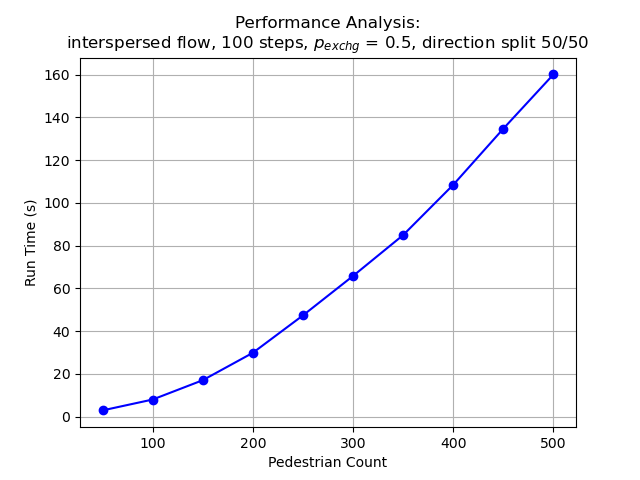 Performance Analysis:
interspersed flow, 100 steps, p_exchg = 0.5, direction split 50/50
160
140
120
100
80
60
40
20
0
Run Time (s)
100 200 300 400 500
Pedestrian Count